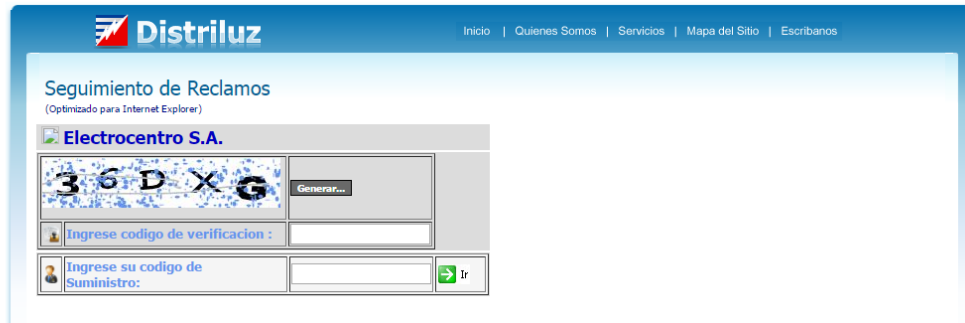 Distriluz
Inicio | Quienes Somos | Servicios | Mapa del Sitio | Escribanos
Seguimiento de Reclamos
(Optimizado para Internet Explorer)
Electrocentro S.A.
36DXG
Generar...
Ingrese codigo de verificacion :
Ingrese su codigo de
Suministro:
Ir